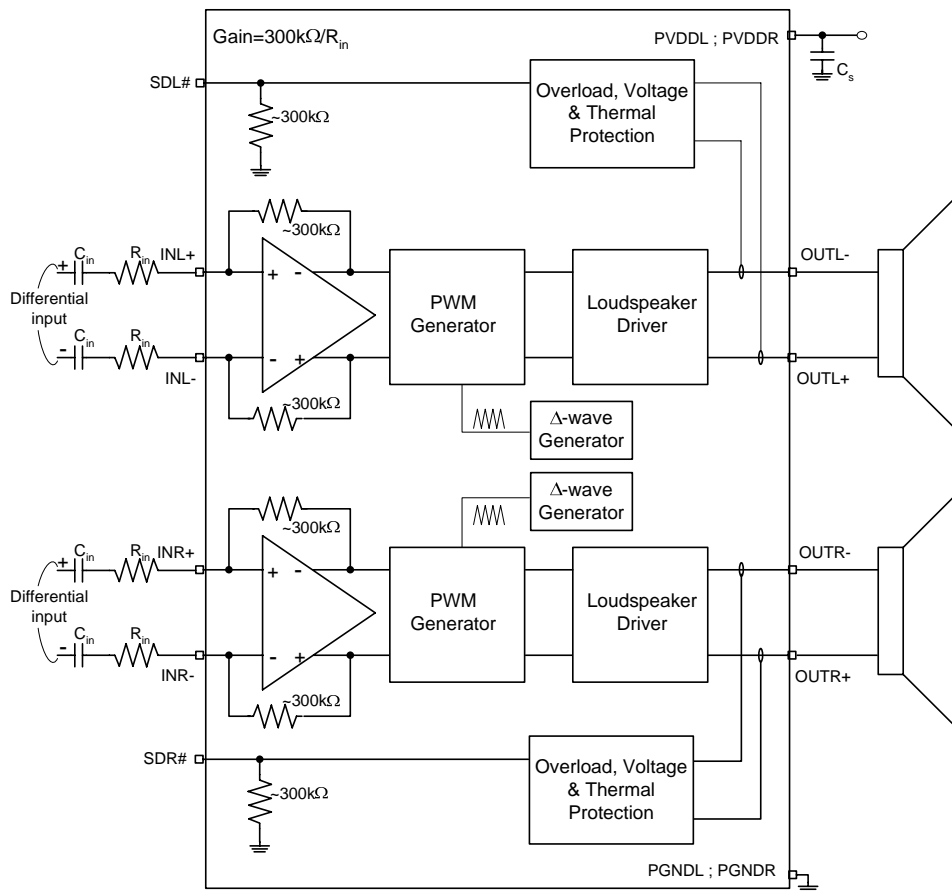 Gain=300kΩ/Rin
PVDDL ; PVDDR
Cs
SDL#
~300kΩ
Overload, Voltage
& Thermal
Protection
~300kΩ
INL+
Cin
Rin
+
Differential
input
-
Cin
Rin
INL-
+
-
-
+
~300kΩ
PWM
Generator
Loudspeaker
Driver
OUTL-
OUTL+
Δ-wave
Generator
Δ-wave
Generator
~300kΩ
INR+
Cin
Rin
+
Differential
input
-
Cin
Rin
INR-
+
-
-
+
~300kΩ
PWM
Generator
Loudspeaker
Driver
OUTR-
OUTR+
SDR#
~300kΩ
Overload, Voltage
& Thermal
Protection
PGNDL ; PGNDR